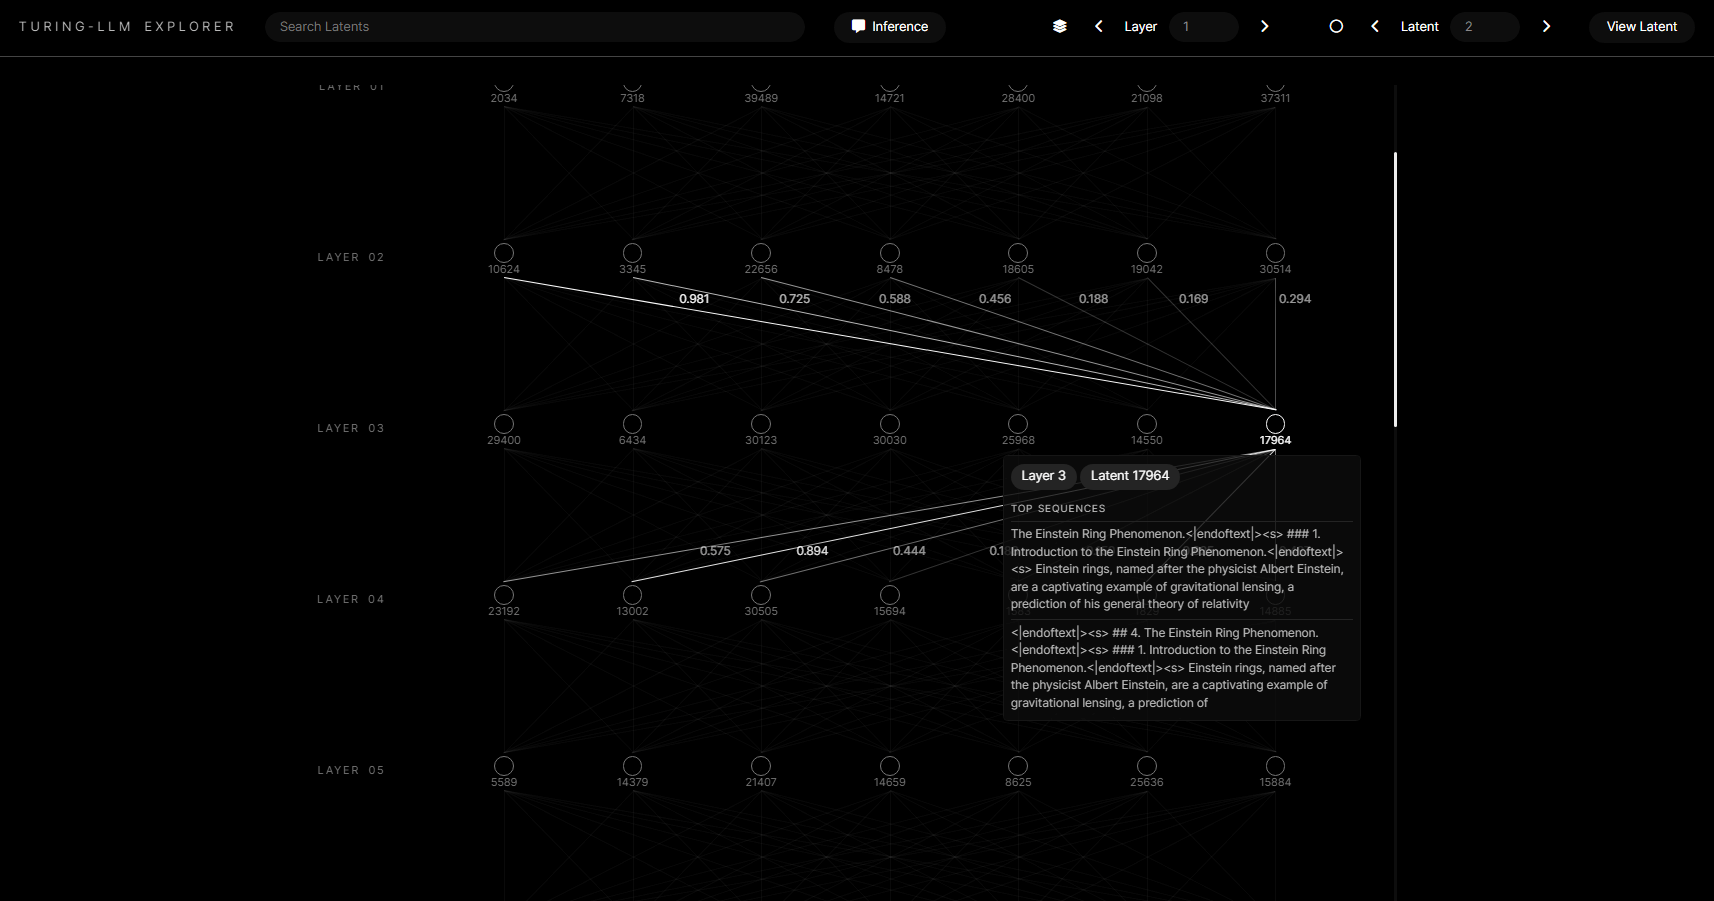 TURING-LLM EXPLORER
Search Latents
Inference
Layer
1
Latent
2
View Latent
LAYER 01
2034 7318 39489 14721 28400 21098 37311
LAYER 02
10624 3345 22656 8478 18605 19042 30514
0.981 0.725 0.588 0.456 0.188 0.169 0.294
LAYER 03
29400 6434 30123 30030 25968 14550 17964
Layer 3 Latent 17964
TOP SEQUENCES
The Einstein Ring Phenomenon.<|endoftext|><s> ### 1.
Introduction to the Einstein Ring Phenomenon.<|endoftext|>
<s> Einstein rings, named after the physicist Albert Einstein,
are a captivating example of gravitational lensing, a
prediction of his general theory of relativity
<|endoftext|><s> ## 4. The Einstein Ring Phenomenon.
<|endoftext|><s> ### 1. Introduction to the Einstein Ring
Phenomenon.<|endoftext|><s> Einstein rings, named after
the physicist Albert Einstein, are a captivating example of
gravitational lensing, a prediction of
0.575 0.894 0.444
LAYER 04
23192 13002 30505 15694 14885
LAYER 05
5589 14379 21407 14659 8625 25636 15884